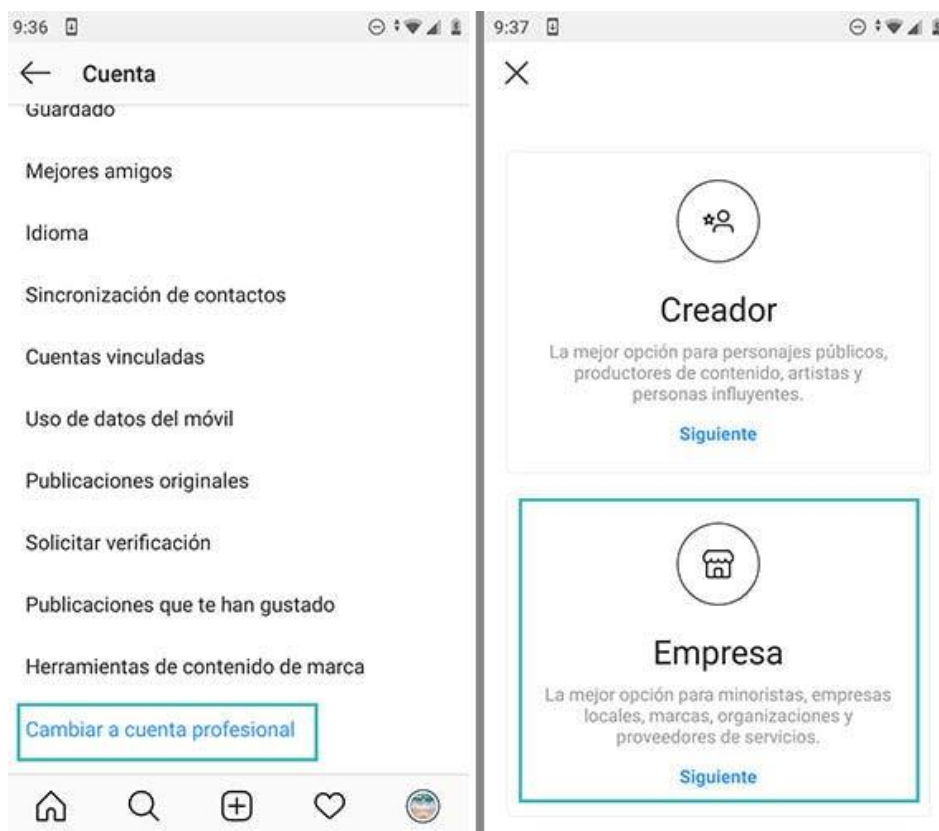 9:36
Cuenta
Guardado
Mejores amigos
Idioma
Sincronización de contactos
Cuentas vinculadas
Uso de datos del móvil
Publicaciones originales
Solicitar verificación
Publicaciones que te han gustado
Herramientas de contenido de marca
Cambiar a cuenta profesional
9:37
Creador
La mejor opción para personajes públicos,
productores de contenido, artistas y
personas influyentes.
Siguiente
Empresa
La mejor opción para minoristas, empresas
locales, marcas, organizaciones y
proveedores de servicios.
Siguiente